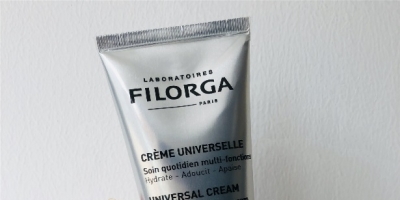 LABORATOIRES
FILORGA
PARIS
CRÈME UNIVERSELLE
Soin quotidien multi-fonctions
Hydrate - Adoucit - Apaise
UNIVERSAL CREAM